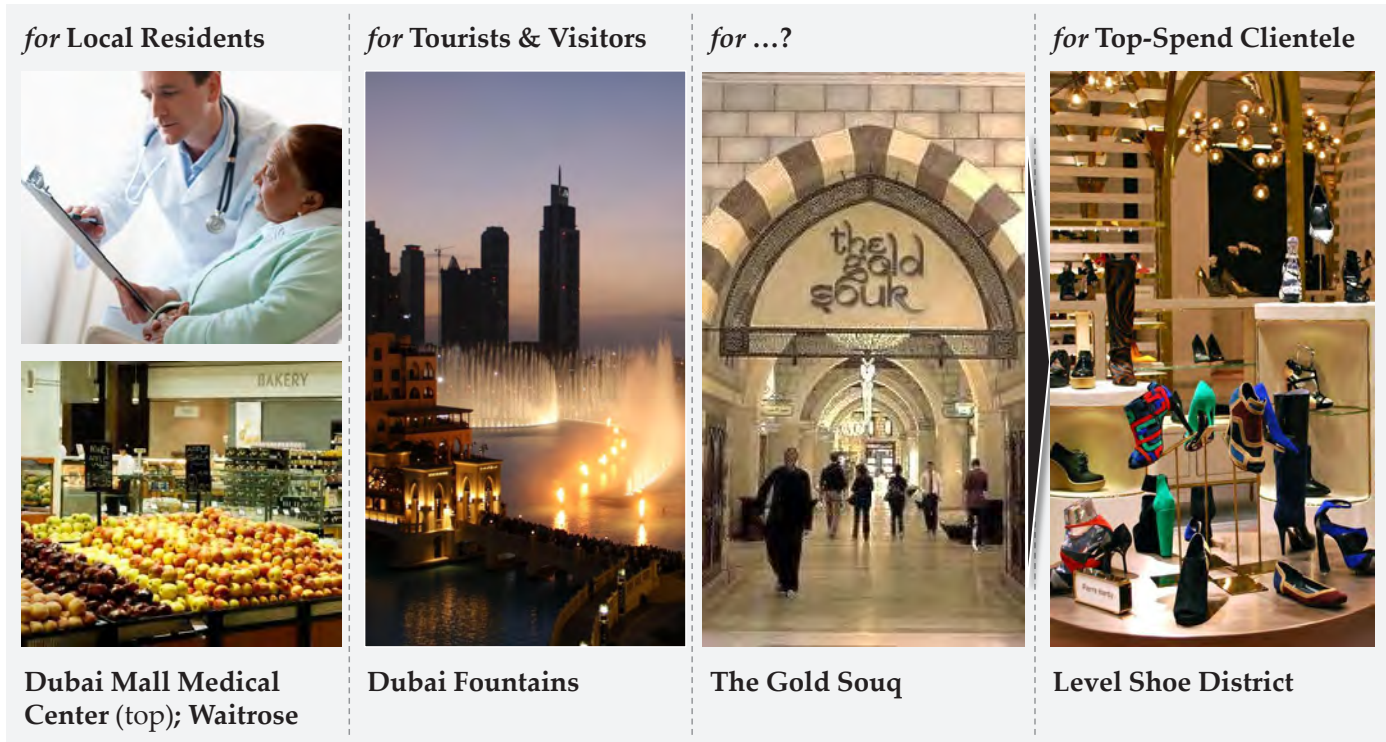 for Local Residents
for Tourists & Visitors
for …?
for Top-Spend Clientele
BAKERY
the
gold
souk
Dubai Mall Medical
Center (top); Waitrose
Dubai Fountains
The Gold Souq
Level Shoe District